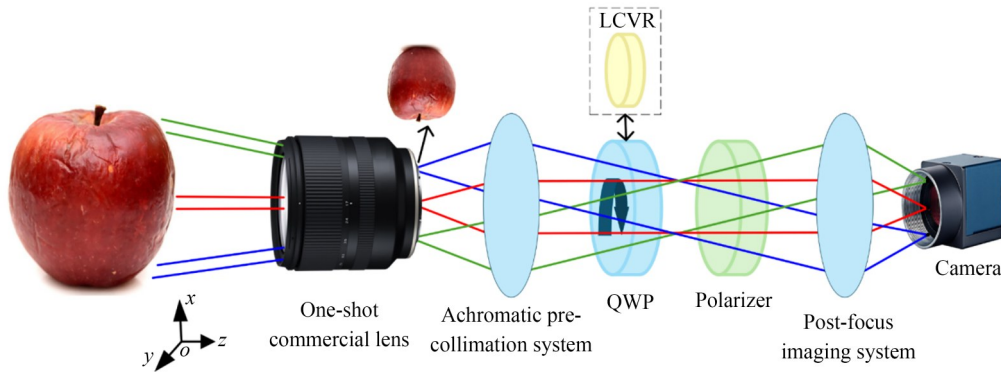 LCVR
x
y
o
z
One-shot
commercial lens
Achromatic pre-
collimation system
QWP
Polarizer
Post-focus
imaging system
Camera